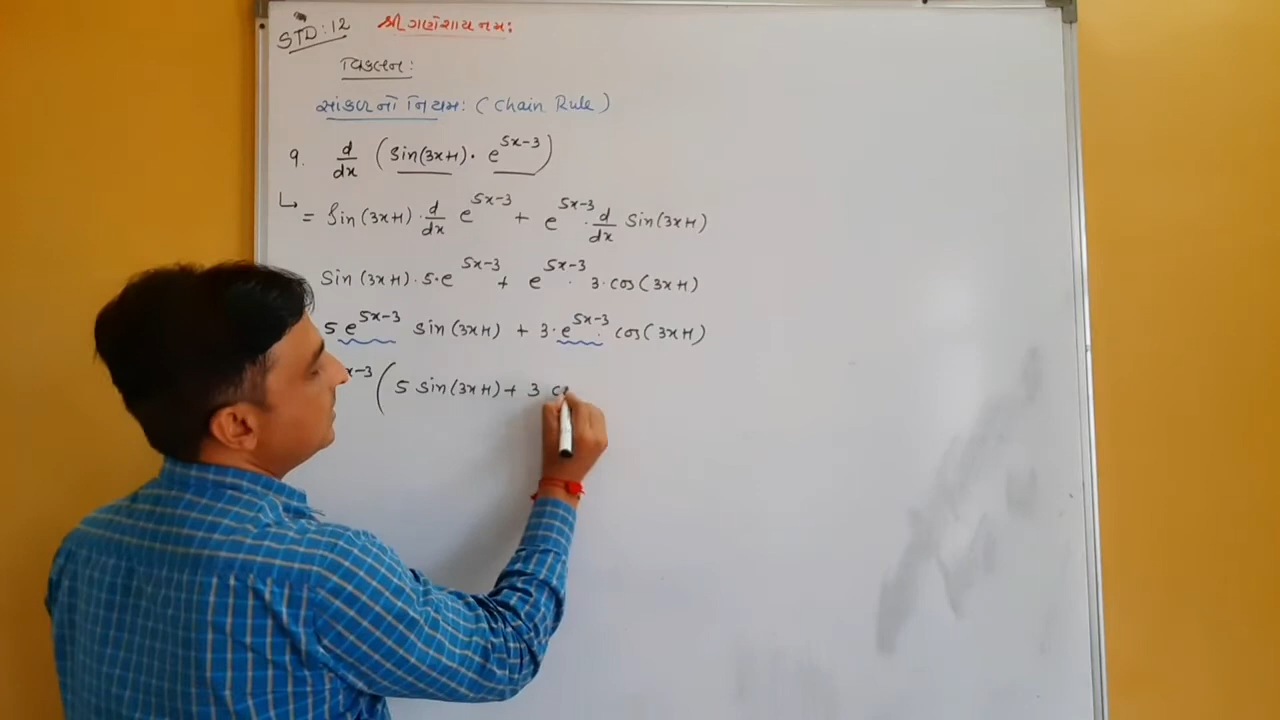 STD: 12
શ્રી ગણેશાય નમ:
વિકલન:
સાંકળનો નિયમ: (Chain Rule)
9. d/dx (sin(3x+1) · e^{5x-3})
= Sin(3x+1) · d/dx e^{5x-3} + e^{5x-3} · d/dx Sin(3x+1)
Sin(3x+1) · 5 · e^{5x-3} + e^{5x-3} · 3 · cos(3x+1)
5 e^{5x-3} sin(3x+1) + 3 · e^{5x-3} · cos(3x+1)
x-3 (5 sin(3x+1) + 3